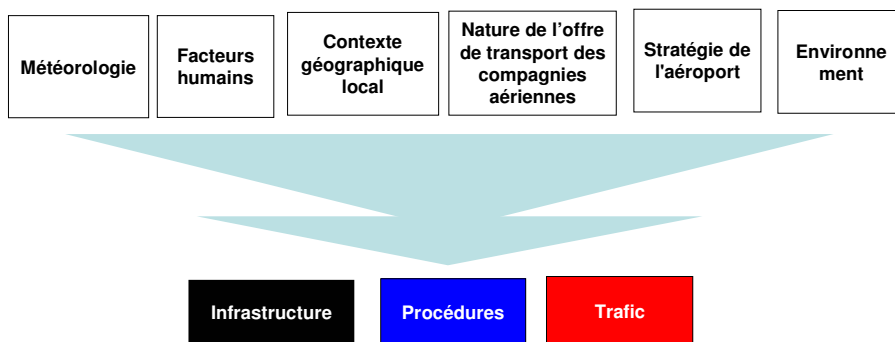 Météorologie
Facteurs
humains
Contexte
géographique
local
Nature de l’offre
de transport des
compagnies
aériennes
Stratégie de
l'aéroport
Environne
ment
Infrastructure
Procédures
Trafic